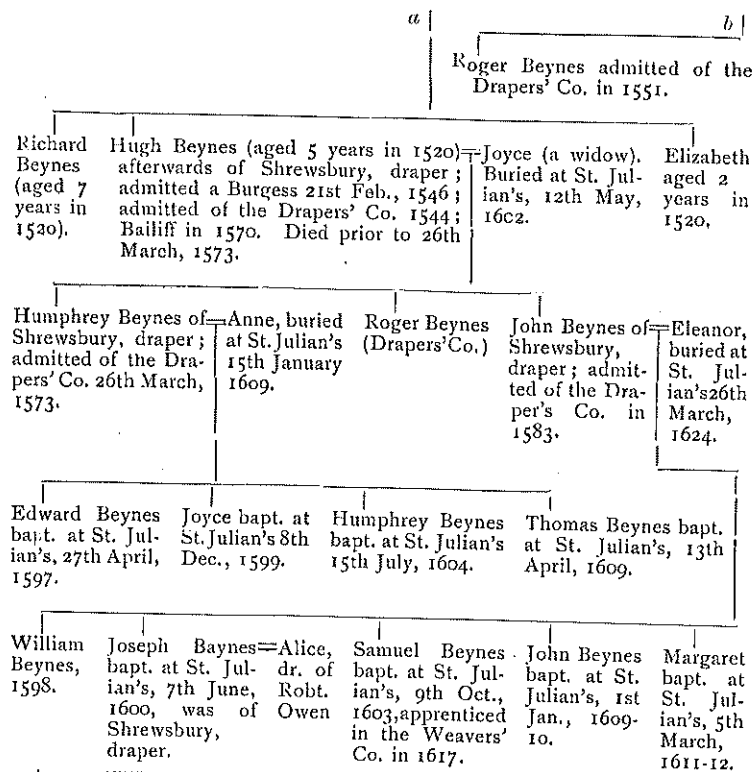 a
b
Roger Beynes admitted of the
Drapers' Co. in 1551.
Richard
Beynes
(aged 7
years in
1520).
Hugh Beynes (aged 5 years in 1520)
afterwards of Shrewsbury, draper;
admitted a Burgess 21st Feb., 1546;
admitted of the Drapers' Co. 1544;
Bailiff in 1570. Died prior to 26th
March, 1573.
=Joyce (a widow).
Buried at St. Jul-
ian's, 12th May,
1602.
Elizabeth
aged 2
years in
1520.
Humphrey Beynes of
Shrewsbury, draper;
admitted of the Dra-
pers' Co. 26th March,
1573.
=Anne, buried
at St. Julian's
15th January
1609.
Roger Beynes
(Drapers' Co.)
John Beynes of
Shrewsbury,
draper; admit-
ted of the Dra-
per's Co. in
1583.
=Eleanor,
buried at
St. Jul-
ian's 26th
March,
1624.
Edward Beynes
bapt. at St. Jul-
ian's, 27th April,
1597.
Joyce bapt. at
St. Julian's 8th
Dec., 1599.
Humphrey Beynes
bapt. at St. Julian's
15th July, 1604.
Thomas Beynes bapt.
at St. Julian's, 13th
April, 1609.
William
Beynes,
1598.
Joseph Baynes
bapt. at St. Jul-
ian's, 7th June,
1600, was of
Shrewsbury,
draper.
=Alice,
dr. of
Robt.
Owen
Samuel Beynes
bapt. at St. Jul-
ian's, 9th Oct.,
1603, apprenticed
in the Weavers'
Co. in 1617.
John Beynes
bapt. at St.
Julian's, 1st
Jan., 1609-
10.
Margaret
bapt. at
St. Jul-
ian's, 5th
March,
1611-12.